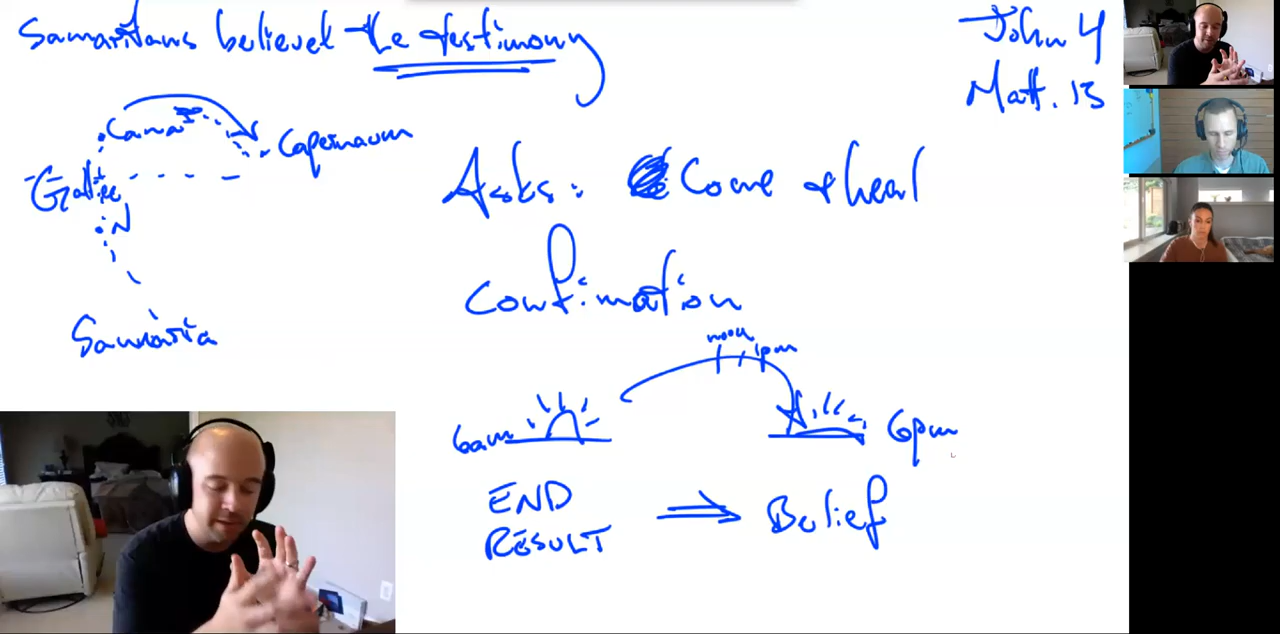 Samaritans believed the testimony
John 4
Matt. 13
Cana
Capernaum
Galilee
N
Samaria
Asks: Come & heal
Confirmation
noon
1pm
6am
6pm
END
RESULT ⇒ Belief